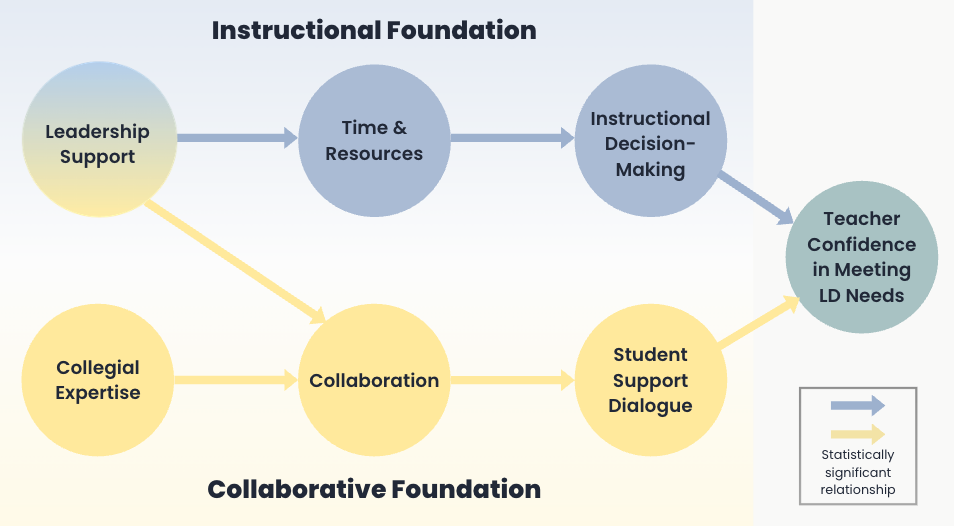 Instructional Foundation
Leadership
Support
Time &
Resources
Instructional
Decision-
Making
Teacher
Confidence
in Meeting
LD Needs
Collegial
Expertise
Collaboration
Student
Support
Dialogue
Statistically
significant
relationship
Collaborative Foundation